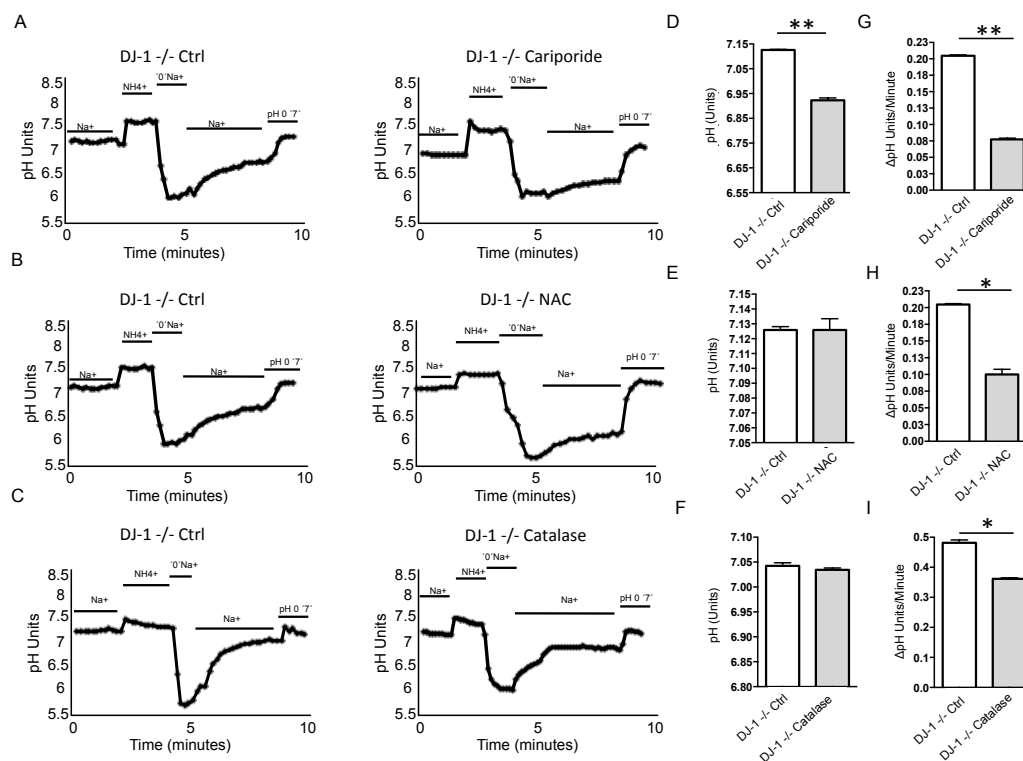 A
DJ-1 -/- Ctrl
´0´Na+
NH4+
Na+
Na+
pH 0 ´7´
pH Units
8.5
8
7.5
7
6.5
6
5.5
0
5
10
Time (minutes)
DJ-1 -/- Cariporide
´0´Na+
NH4+
Na+
Na+
pH 0 ´7´
pH Units
8.5
8
7.5
7
6.5
6
5.5
0
5
10
Time (minutes)
B
DJ-1 -/- Ctrl
´0´Na+
NH4+
Na+
Na+
pH 0 ´7´
pH Units
8.5
8
7.5
7
6.5
6
5.5
0
5
10
Time (minutes)
DJ-1 -/- NAC
´0´Na+
NH4+
Na+
Na+
pH 0 ´7´
pH Units
8.5
8
7.5
7
6.5
6
5.5
0
5
10
Time (minutes)
C
DJ-1 -/- Ctrl
´0´Na+
NH4+
Na+
Na+
pH 0 ´7´
pH Units
8.5
8
7.5
7
6.5
6
5.5
0
5
10
Time (minutes)
DJ-1 -/- Catalase
´0´Na+
NH4+
Na+
Na+
pH 0 ´7´
pH Units
8.5
8
7.5
7
6.5
6
5.5
0
5
10
Time (minutes)
D
**
pH (Units)
7.15
7.05
6.95
6.85
6.75
6.65
6.55
DJ-1 -/- Ctrl
DJ-1 -/- Cariporide
G
**
ΔpH Units/Minute
0.23
0.20
0.18
0.15
0.13
0.10
0.08
0.05
0.03
0.00
DJ-1 -/- Ctrl
DJ-1 -/- Cariporide
E
pH (Units)
7.15
7.14
7.13
7.12
7.11
7.10
7.09
7.08
7.07
7.06
7.05
DJ-1 -/- Ctrl
DJ-1 -/- NAC
H
*
ΔpH Units/Minute
0.23
0.20
0.18
0.15
0.13
0.10
0.08
0.05
0.03
0.00
DJ-1 -/- Ctrl
DJ-1 -/- NAC
F
pH (Units)
7.10
7.05
7.00
6.95
6.90
6.85
6.80
DJ-1 -/- Ctrl
DJ-1 -/- Catalase
I
*
ΔpH Units/Minute
0.5
0.4
0.3
0.2
0.1
0.0
DJ-1 -/- Ctrl
DJ-1 -/- Catalase